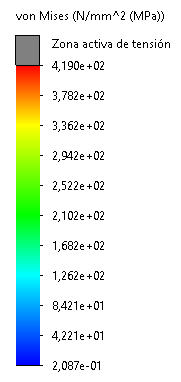 von Mises (N/mm^2 (MPa))
Zona activa de tensión
4,190e+02
3,782e+02
3,362e+02
2,942e+02
2,522e+02
2,102e+02
1,682e+02
1,262e+02
8,421e+01
4,221e+01
2,087e-01